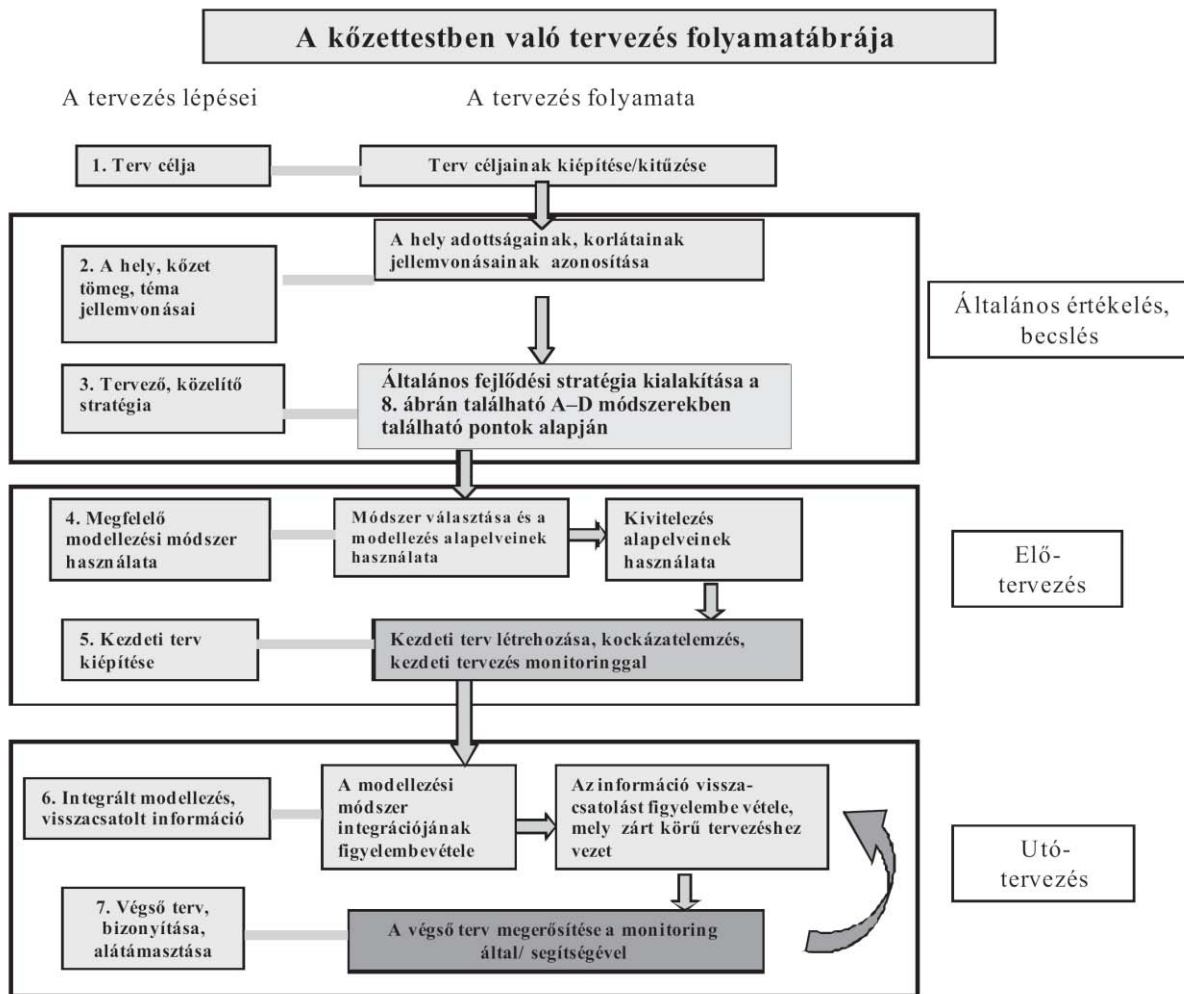 A kőzettestben való tervezés folyamatábrája
A tervezés lépései
A tervezés folyamata
1. Terv célja
Terv céljainak kiépítése/kitűzése
2. A hely, kőzet
tömeg, téma
jellemvonásai
A hely adottságainak, korlátainak
jellemvonásainak azonosítása
3. Tervező, közelítő
stratégia
Általános fejlődési stratégia kialakítása a
8. ábrán található A–D módszerekben
található pontok alapján
Általános értékelés,
becslés
4. Megfelelő
modellezési módszer
használata
Módszer választása és a
modellezés alapelveinek
használata
Kivitelezés
alapelveinek
használata
5. Kezdeti terv
kiépítése
Kezdeti terv létrehozása, kockázatelemzés,
kezdeti tervezés monitoringgal
Elő-
tervezés
6. Integrált modellezés,
visszacsatolt információ
A modellezési
módszer
integrációjának
figyelembevétele
Az információ vissza-
csatolást figyelembe vétele,
mely zárt körű tervezéshez
vezet
7. Végső terv,
bizonyítása,
alátámasztása
A végső terv megerősítése a monitoring
által/ segítségével
Utó-
tervezés